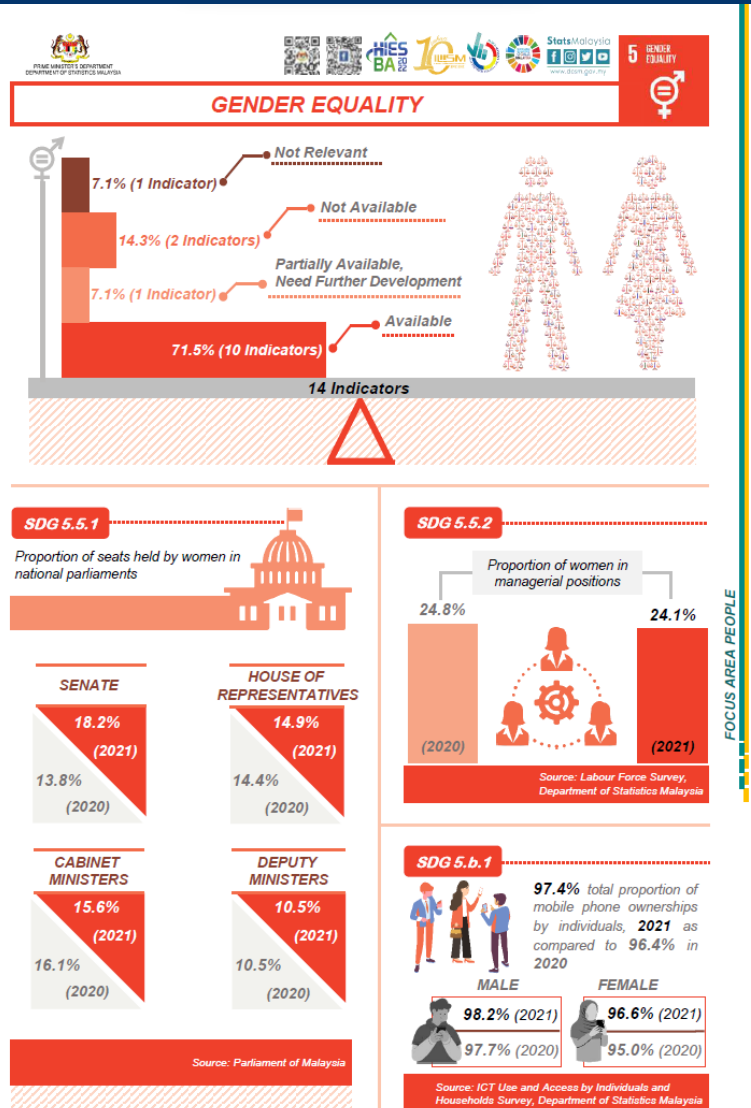 PRIME MINISTER'S DEPARTMENT
DEPARTMENT OF STATISTICS MALAYSIA
HIES
BA 2022
StatsMalaysia
www.dosm.gov.my
5 GENDER
EQUALITY
GENDER EQUALITY
Not Relevant
7.1% (1 Indicator)
Not Available
14.3% (2 Indicators)
Partially Available,
Need Further Development
7.1% (1 Indicator)
Available
71.5% (10 Indicators)
14 Indicators
SDG 5.5.1
Proportion of seats held by women in
national parliaments
SENATE
18.2%
(2021)
13.8%
(2020)
HOUSE OF
REPRESENTATIVES
14.9%
(2021)
14.4%
(2020)
CABINET
MINISTERS
15.6%
(2021)
16.1%
(2020)
DEPUTY
MINISTERS
10.5%
(2021)
10.5%
(2020)
Source: Parliament of Malaysia
SDG 5.5.2
Proportion of women in
managerial positions
24.8%
(2020)
24.1%
(2021)
Source: Labour Force Survey,
Department of Statistics Malaysia
SDG 5.b.1
97.4% total proportion of
mobile phone ownerships
by individuals, 2021 as
compared to 96.4% in
2020
MALE
98.2% (2021)
97.7% (2020)
FEMALE
96.6% (2021)
95.0% (2020)
Source: ICT Use and Access by Individuals and
Households Survey, Department of Statistics Malaysia
FOCUS AREA PEOPLE